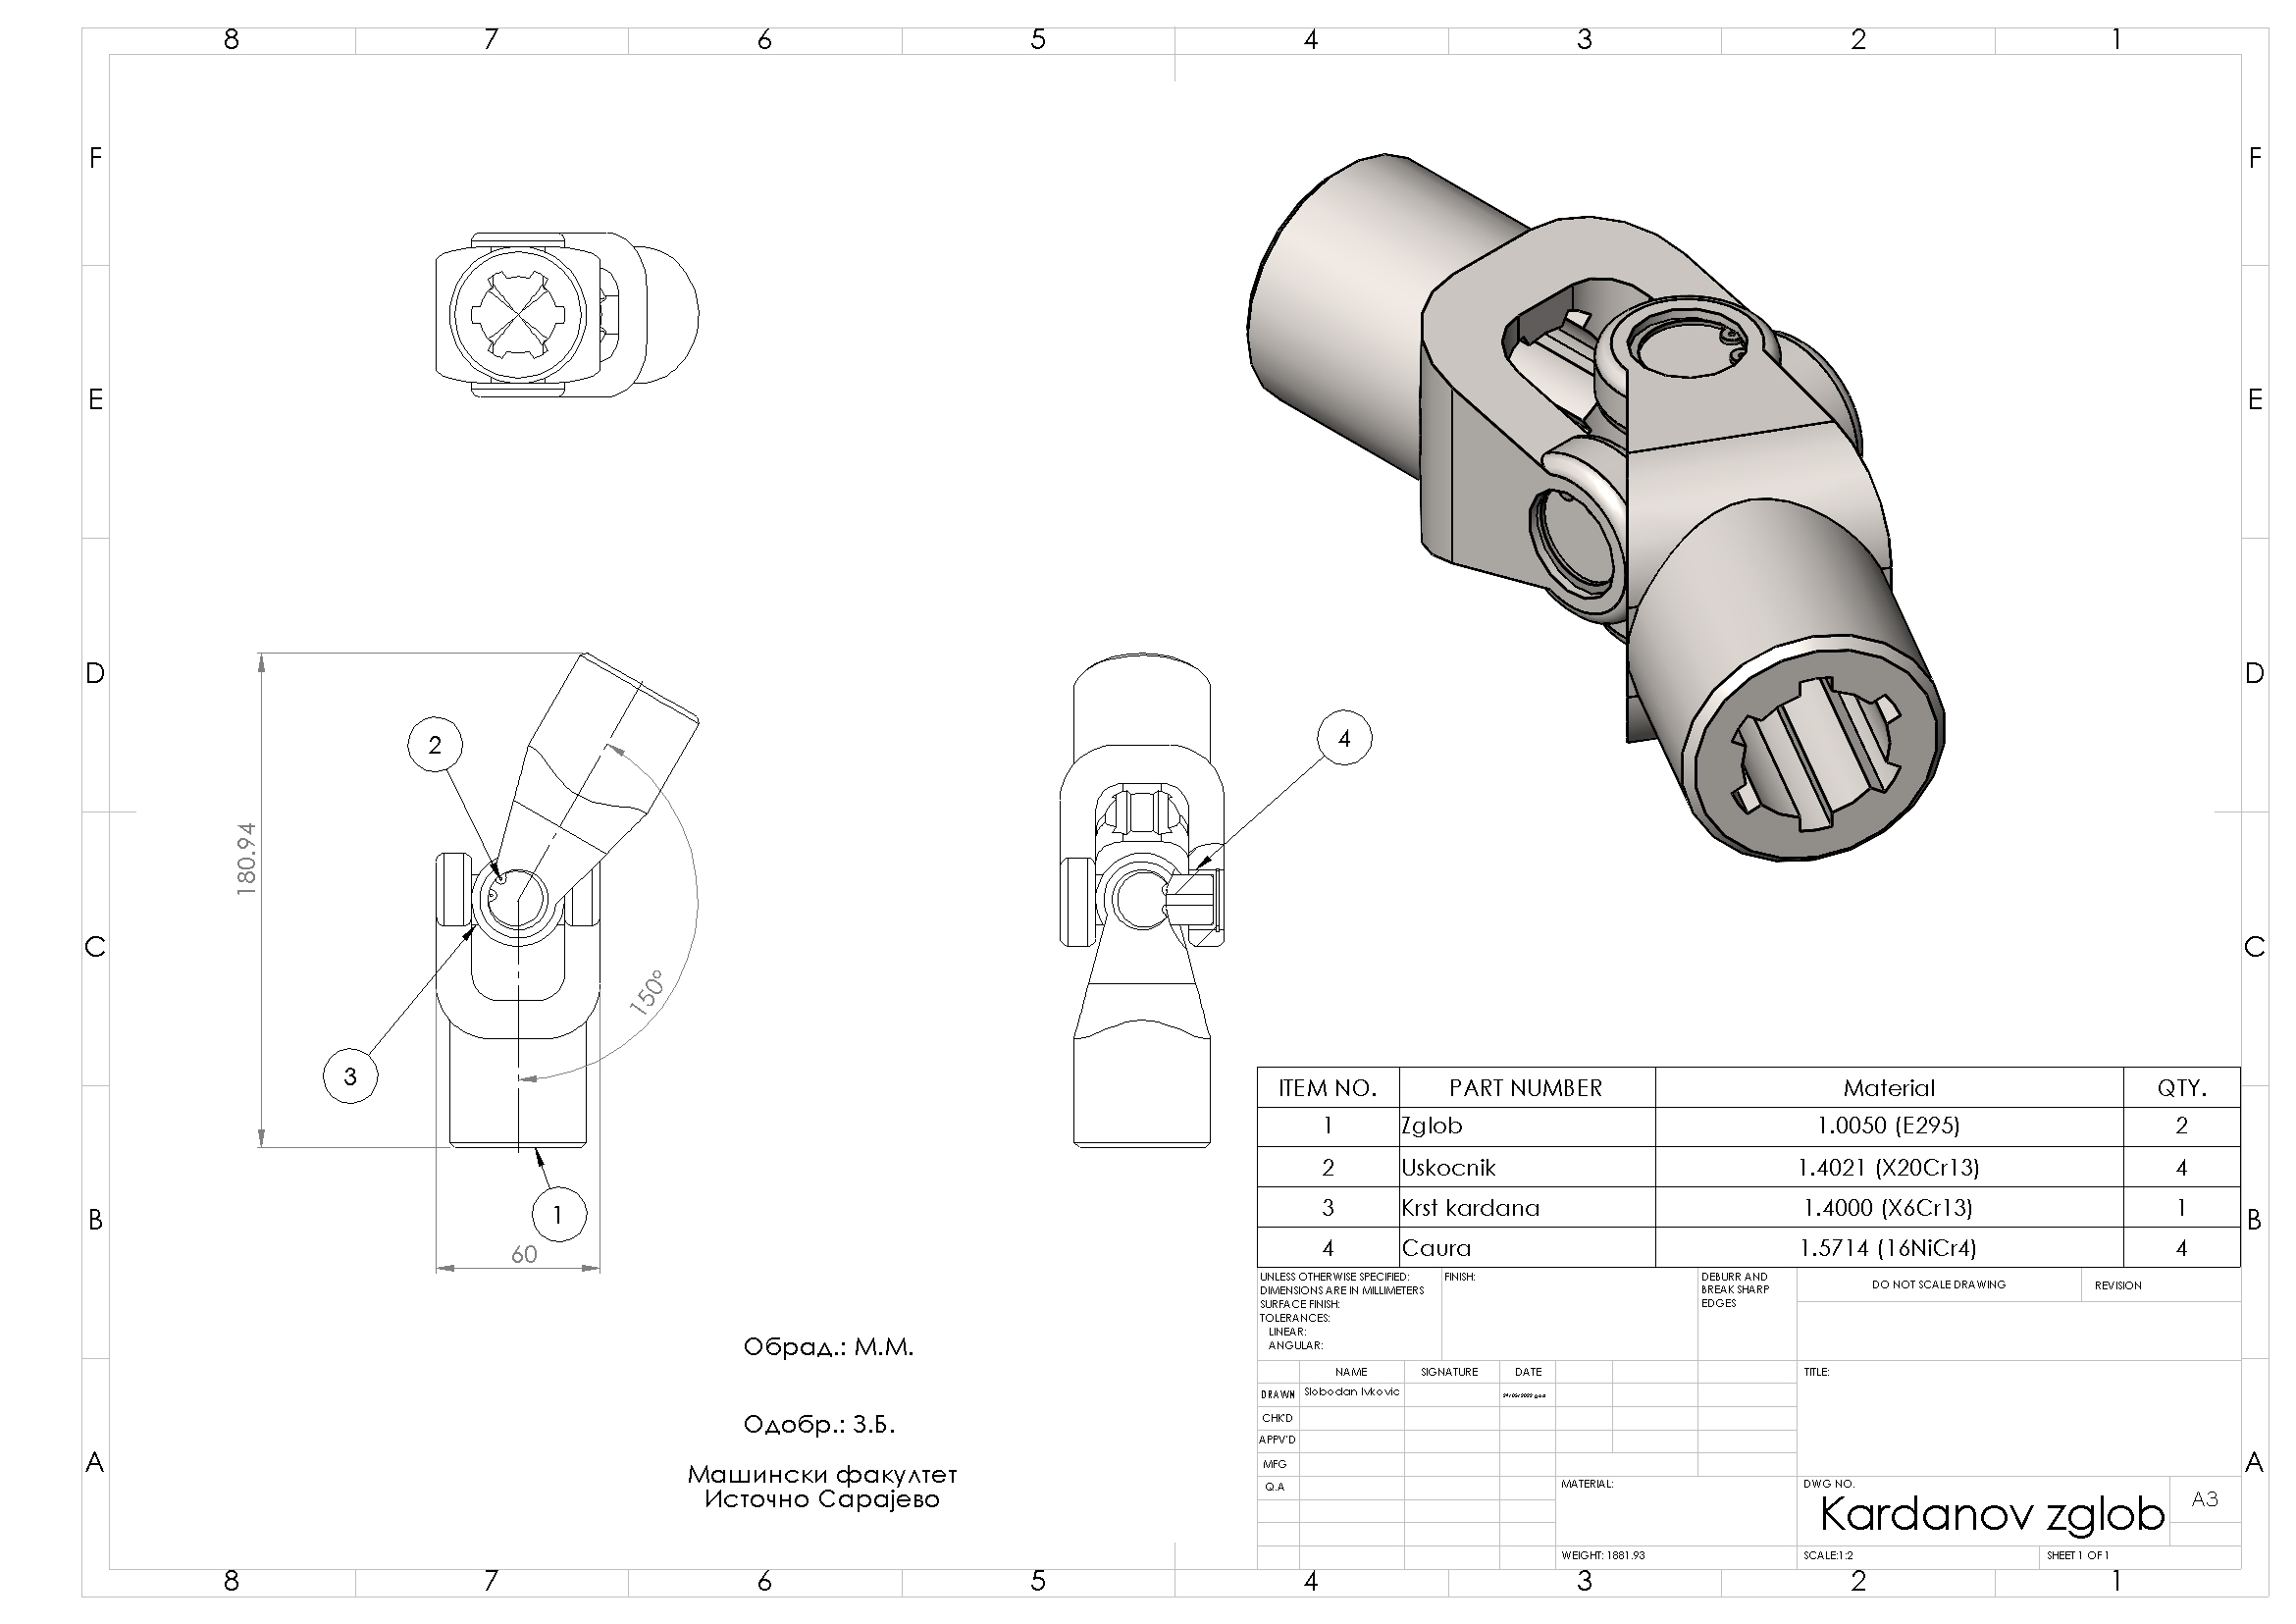 8 7 6 5 4 3 2 1
F F
E E
D D
C C
B B
A A
2
4
180.94
150°
3
1
60
ITEM NO. PART NUMBER Material QTY.
1 Zglob 1.0050 (E295) 2
2 Uskocnik 1.4021 (X20Cr13) 4
3 Krst kardana 1.4000 (X6Cr13) 1
4 Caura 1.5714 (16NiCr4) 4
UNLESS OTHERWISE SPECIFIED:
DIMENSIONS ARE IN MILLIMETERS
SURFACE FINISH:
TOLERANCES:
LINEAR:
ANGULAR:
FINISH:
DEBURR AND
BREAK SHARP
EDGES
DO NOT SCALE DRAWING
REVISION
Обрад.: М.М.
Одобр.: З.Б.
Машински факултет
Источно Сарајево
NAME SIGNATURE DATE
DRAWN Slobodan Ivkovic
CHK'D
APPV'D
MFG
Q.A
TITLE:
MATERIAL:
DWG NO.
Kardanov zglob
A3
WEIGHT: 1881.93
SCALE:1:2
SHEET 1 OF 1
8 7 6 5 4 3 2 1